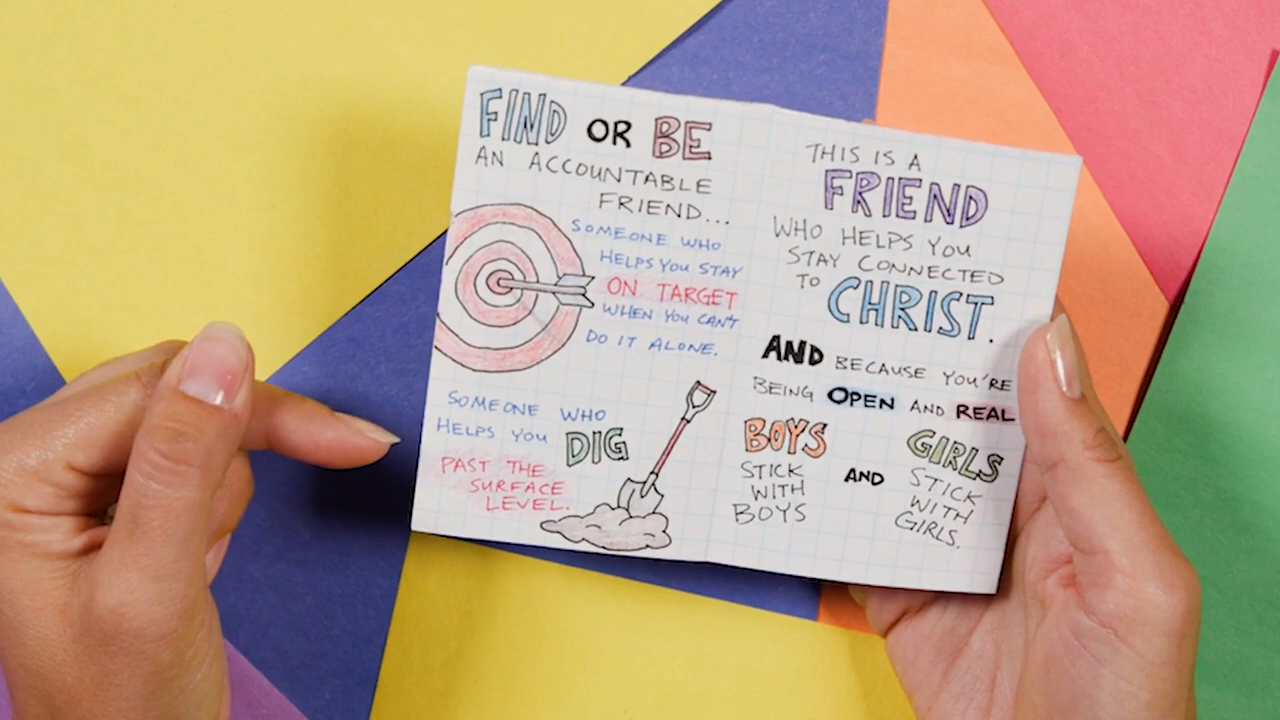 FIND OR BE
AN ACCOUNTABLE
FRIEND...
SOMEONE WHO
HELPS YOU STAY
ON TARGET
WHEN YOU CAN'T
DO IT ALONE.
SOMEONE WHO
HELPS YOU DIG
PAST THE
SURFACE
LEVEL.
THIS IS A
FRIEND
WHO HELPS YOU
STAY CONNECTED
TO CHRIST.
AND BECAUSE YOU'RE
BEING OPEN AND REAL
BOYS
STICK
WITH
BOYS
AND
GIRLS
STICK
WITH
GIRLS.